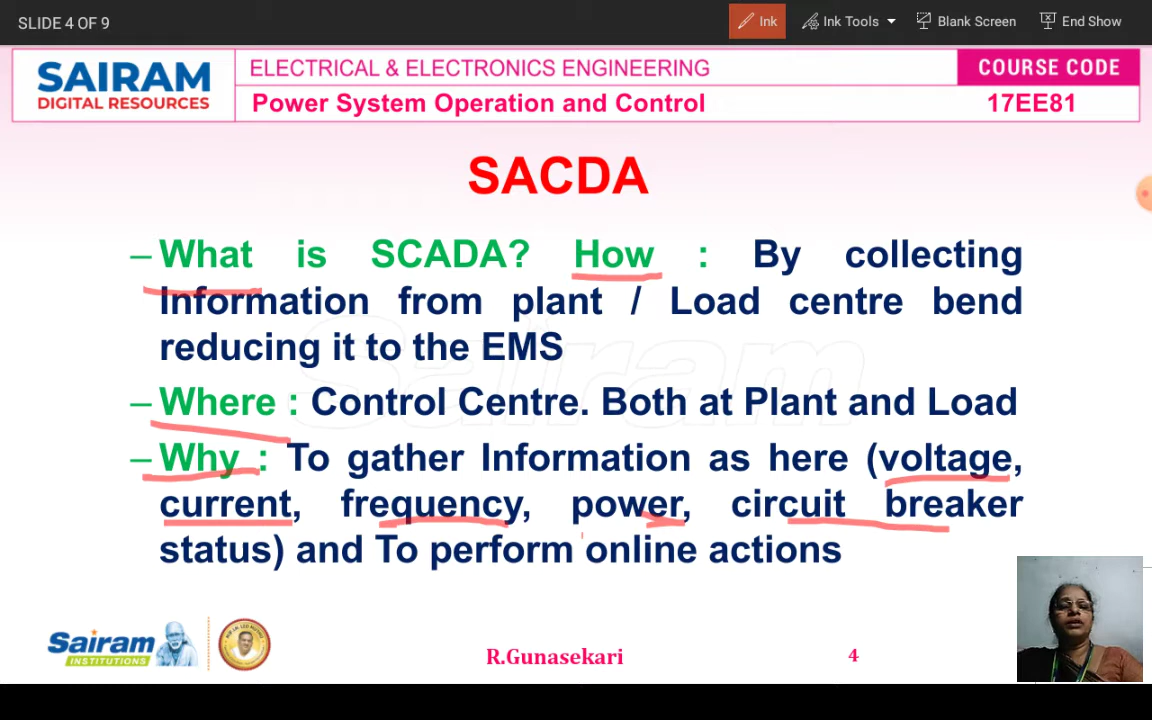 SLIDE 4 OF 9
Ink
Ink Tools
Blank Screen
End Show
SAIRAM
DIGITAL RESOURCES
ELECTRICAL & ELECTRONICS ENGINEERING
COURSE CODE
Power System Operation and Control
17EE81
SACDA
– What is SCADA? How : By collecting
Information from plant / Load centre bend
reducing it to the EMS
– Where : Control Centre. Both at Plant and Load
– Why : To gather Information as here (voltage,
current, frequency, power, circuit breaker
status) and To perform online actions
Sairam
Sairam
INSTITUTIONS
R.Gunasekari
4